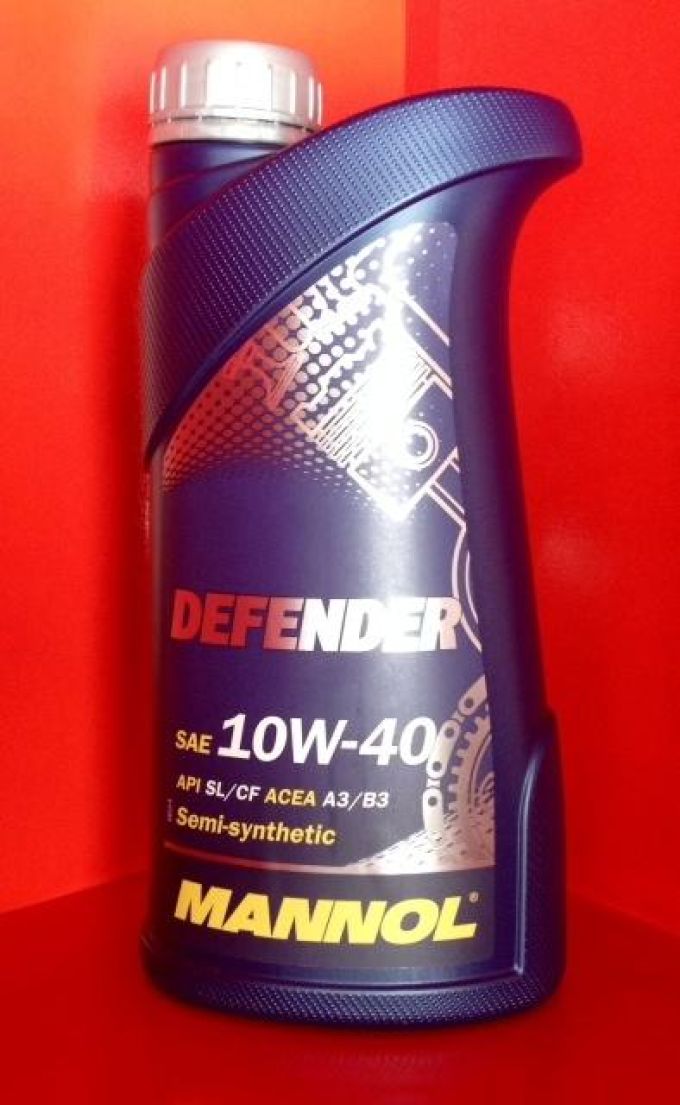 DEFENDER
SAE 10W-40
API SL/CF ACEA A3/B3
Semi-synthetic
MANNOL®